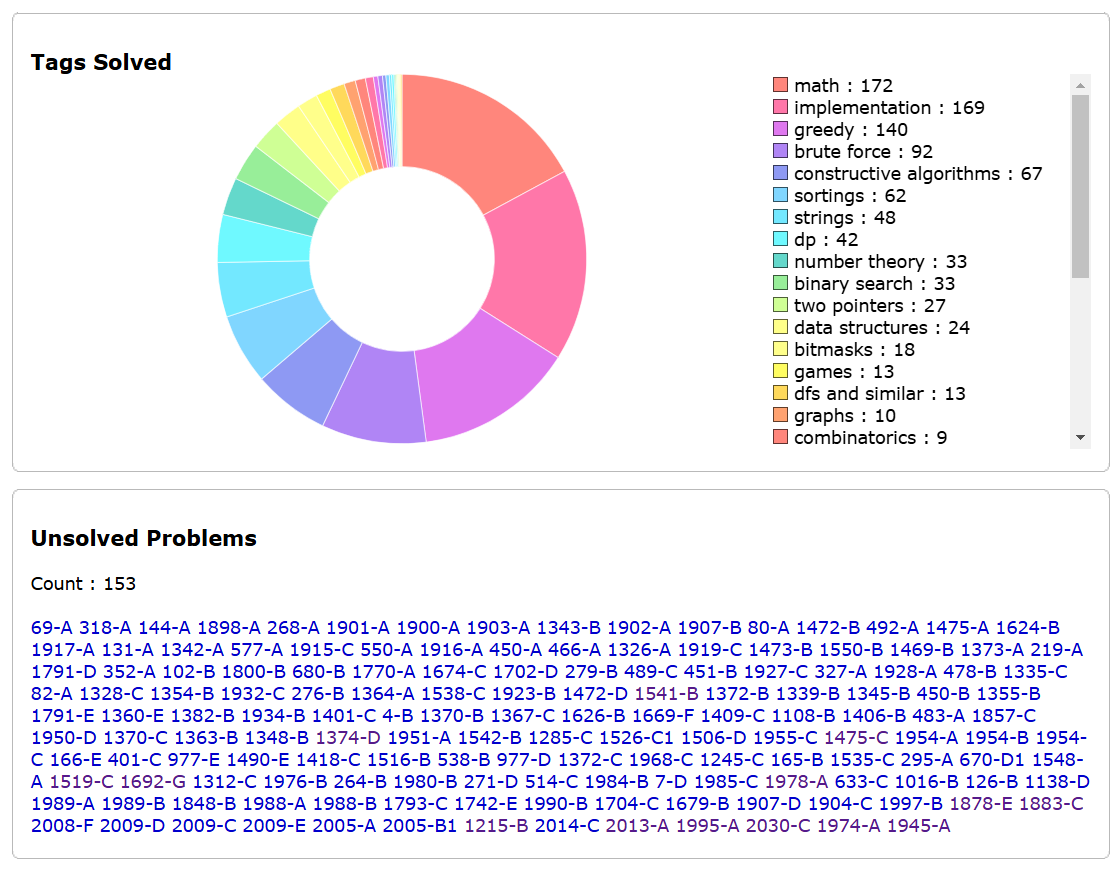 Tags Solved
math : 172
implementation : 169
greedy : 140
brute force : 92
constructive algorithms : 67
sortings : 62
strings : 48
dp : 42
number theory : 33
binary search : 33
two pointers : 27
data structures : 24
bitmasks : 18
games : 13
dfs and similar : 13
graphs : 10
combinatorics : 9
Unsolved Problems
Count : 153
69-A 318-A 144-A 1898-A 268-A 1901-A 1900-A 1903-A 1343-B 1902-A 1907-B 80-A 1472-B 492-A 1475-A 1624-B
1917-A 131-A 1342-A 577-A 1915-C 550-A 1916-A 450-A 466-A 1326-A 1919-C 1473-B 1550-B 1469-B 1373-A 219-A
1791-D 352-A 102-B 1800-B 680-B 1770-A 1674-C 1702-D 279-B 489-C 451-B 1927-C 327-A 1928-A 478-B 1335-C
82-A 1328-C 1354-B 1932-C 276-B 1364-A 1538-C 1923-B 1472-D 1541-B 1372-B 1339-B 1345-B 450-B 1355-B
1791-E 1360-E 1382-B 1934-B 1401-C 4-B 1370-B 1367-C 1626-B 1669-F 1409-C 1108-B 1406-B 483-A 1857-C
1950-D 1370-C 1363-B 1348-B 1374-D 1951-A 1542-B 1285-C 1526-C1 1506-D 1955-C 1475-C 1954-A 1954-B 1954-
C 166-E 401-C 977-E 1490-E 1418-C 1516-B 538-B 977-D 1372-C 1968-C 1245-C 165-B 1535-C 295-A 670-D1 1548-
A 1519-C 1692-G 1312-C 1976-B 264-B 1980-B 271-D 514-C 1984-B 7-D 1985-C 1978-A 633-C 1016-B 126-B 1138-D
1989-A 1989-B 1848-B 1988-A 1988-B 1793-C 1742-E 1990-B 1704-C 1679-B 1907-D 1904-C 1997-B 1878-E 1883-C
2008-F 2009-D 2009-C 2009-E 2005-A 2005-B1 1215-B 2014-C 2013-A 1995-A 2030-C 1974-A 1945-A